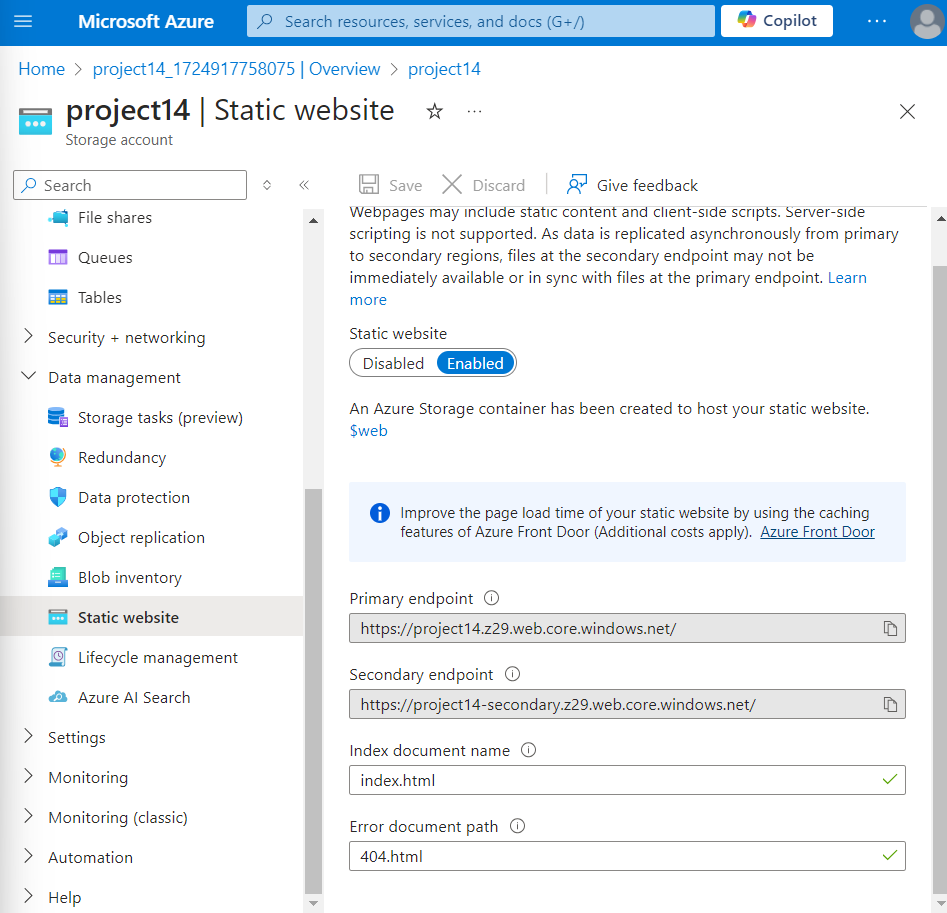 Microsoft Azure
Search resources, services, and docs (G+/)
Copilot
Home > project14_1724917758075 | Overview > project14
project14 | Static website
Storage account
Search
Save
Discard
Give feedback
File shares
Queues
Tables
Security + networking
Data management
Storage tasks (preview)
Redundancy
Data protection
Object replication
Blob inventory
Static website
Lifecycle management
Azure AI Search
Settings
Monitoring
Monitoring (classic)
Automation
Help
Webpages may include static content and client-side scripts. Server-side
scripting is not supported. As data is replicated asynchronously from primary
to secondary regions, files at the secondary endpoint may not be
immediately available or in sync with files at the primary endpoint. Learn
more
Static website
Disabled Enabled
An Azure Storage container has been created to host your static website.
$web
Improve the page load time of your static website by using the caching
features of Azure Front Door (Additional costs apply). Azure Front Door
Primary endpoint
https://project14.z29.web.core.windows.net/
Secondary endpoint
https://project14-secondary.z29.web.core.windows.net/
Index document name
index.html
Error document path
404.html